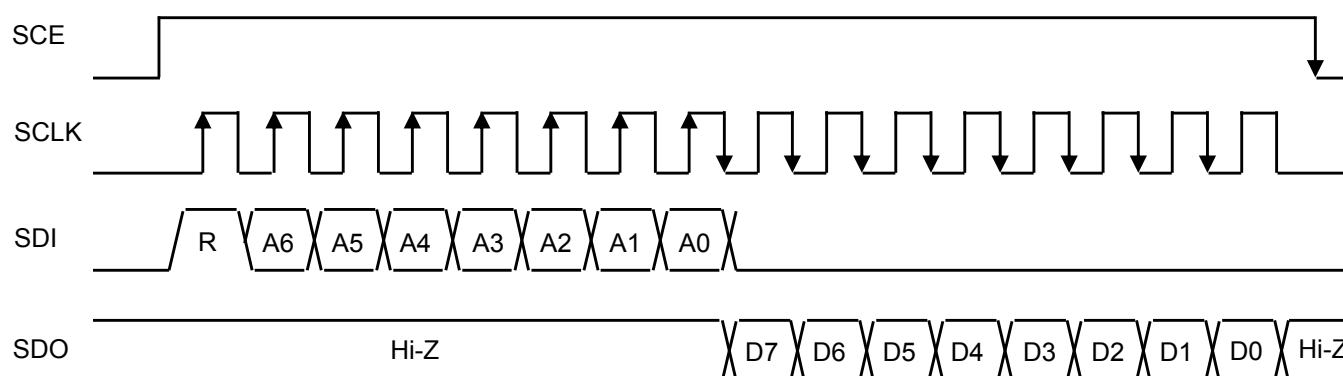 SCE
SCLK
SDI R A6 A5 A4 A3 A2 A1 A0
SDO Hi-Z D7 D6 D5 D4 D3 D2 D1 D0 Hi-Z